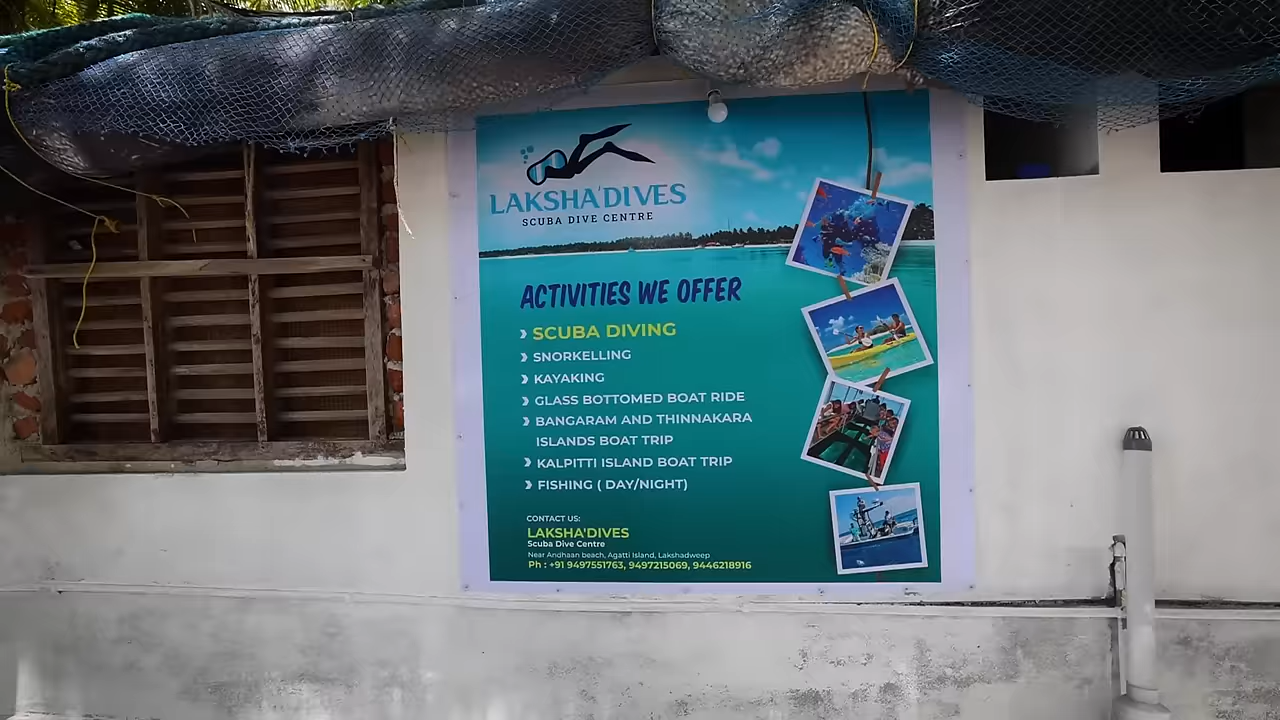 LAKSHA'DIVES
SCUBA DIVE CENTRE
ACTIVITIES WE OFFER
SCUBA DIVING
SNORKELLING
KAYAKING
GLASS BOTTOMED BOAT RIDE
BANGARAM AND THINNAKARA
ISLANDS BOAT TRIP
KALPITTI ISLAND BOAT TRIP
FISHING ( DAY/NIGHT)
CONTACT US:
LAKSHA'DIVES
Scuba Dive Centre
Near Andhaan beach, Agatti Island, Lakshadweep
Ph : +91 9497551763, 9497215069, 9446218916